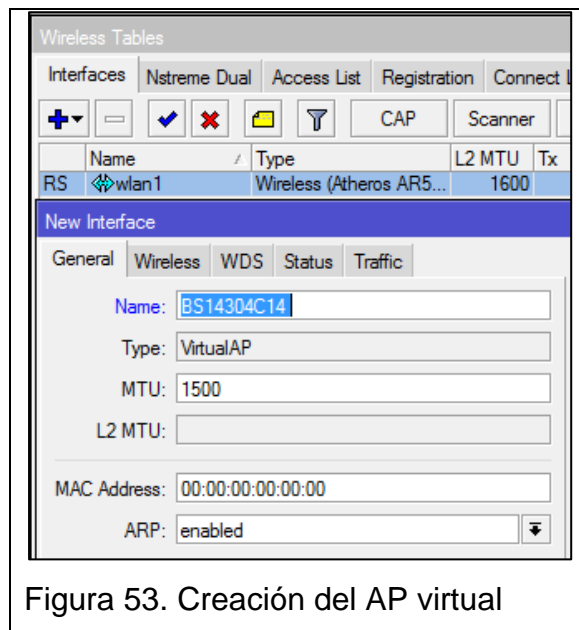 Wireless Tables
Interfaces Nstreme Dual Access List Registration Connect
CAP Scanner
Name Type L2 MTU Tx
RS wlan1 Wireless (Atheros AR5... 1600
New Interface
General Wireless WDS Status Traffic
Name: BS14304C14
Type: VirtualAP
MTU: 1500
L2 MTU:
MAC Address: 00:00:00:00:00:00
ARP: enabled
Figura 53. Creación del AP virtual